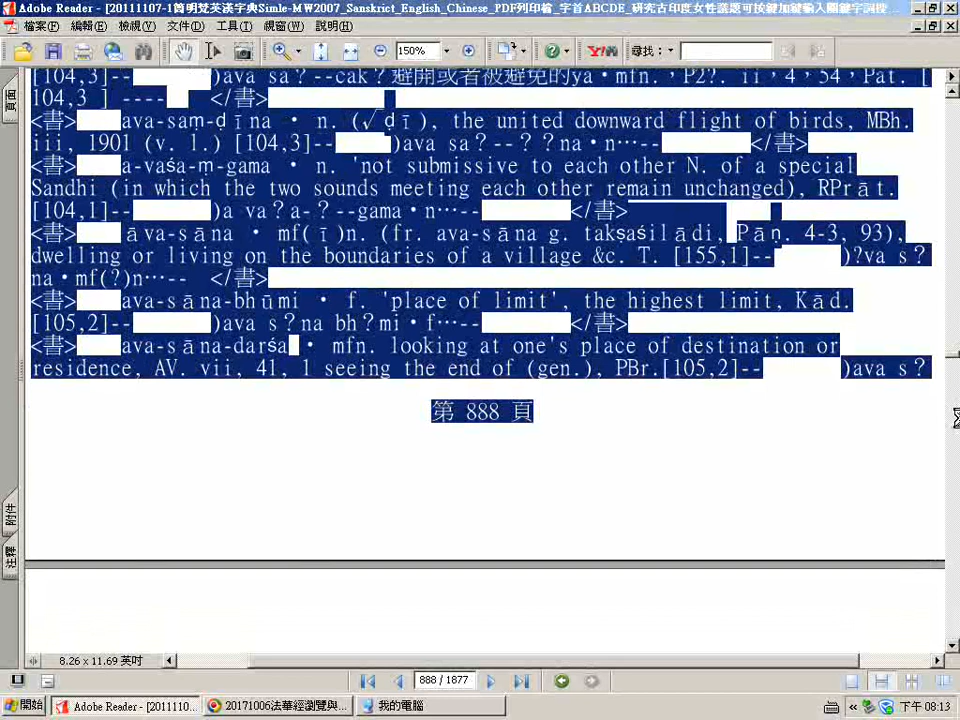 Adobe Reader - [20111107-1簡明梵英漢字典Simle-MW2007_Sanskrict_English_Chinese_PDF列印檔_字首ABCDE_研究古印度女性議題可按鍵鍵輸入關鍵字詞搜
檔案(F) 編輯(B) 檢視(V) 文件(D) 工具(T) 視窗(W) 說明(H)
150% Y! 尋找：
[104,3]-- )ava sa？--cak？避開或者被避免的ya‧mfn.，P2?. ii，4，54，Pat. [
104,3 ] ---- </書>
<書> ava-saṃ-ḍīna ‧ n. (√ḍī), the united downward flight of birds, MBh.
iii, 1901 (v. l.) [104,3]-- )ava sa？--？？na‧n…-- </書>
<書> a-vaśa-ṃ-gama ‧ n. 'not submissive to each other N. of a special
Sandhi (in which the two sounds meeting each other remain unchanged), RPrāt.
[104,1]-- )a va？a-？--gama‧n…-- </書>
<書> āva-sāna ‧ mf(ī)n. (fr. ava-sāna g. takṣaśilādi, Pāṇ. 4-3, 93),
dwelling or living on the boundaries of a village &c. T. [155,1]-- )?va s？
na‧mf(?)n…-- </書>
<書> ava-sāna-bhūmi ‧ f. 'place of limit', the highest limit, Kād.
[105,2]-- )ava s？na bh？mi‧f…-- </書>
<書> ava-sāna-darśa ‧ mfn. looking at one's place of destination or
residence, AV. vii, 41, 1 seeing the end of (gen.), PBr.[105,2]-- )ava s？
第 888 頁
頁面
附件
注釋
8.26 x 11.69 英吋
888 / 1877
開始 Adobe Reader - [2011110... 20171006法華經瀏覽與... 我的電腦 下午 08:13